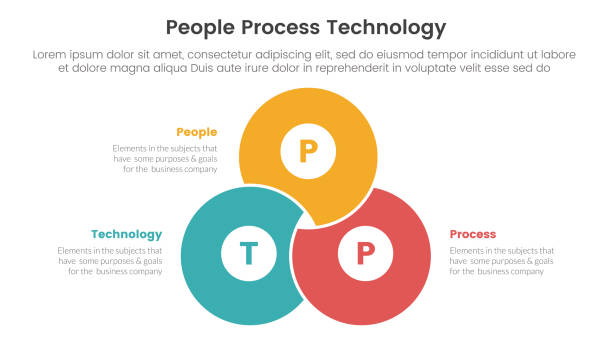 People Process Technology
Lorem ipsum dolor sit amet, consectetur adipiscing elit, sed do eiusmod tempor incididunt ut labore
et dolore magna aliqua Duis aute irure dolor in reprehenderit in voluptate velit esse sed do
People
Elements in the subjects that
have some purposes & goals
for the business company
P
Technology
Elements in the subjects that
have some purposes & goals
for the business company
T
P
Process
Elements in the subjects that
have some purposes & goals
for the business company